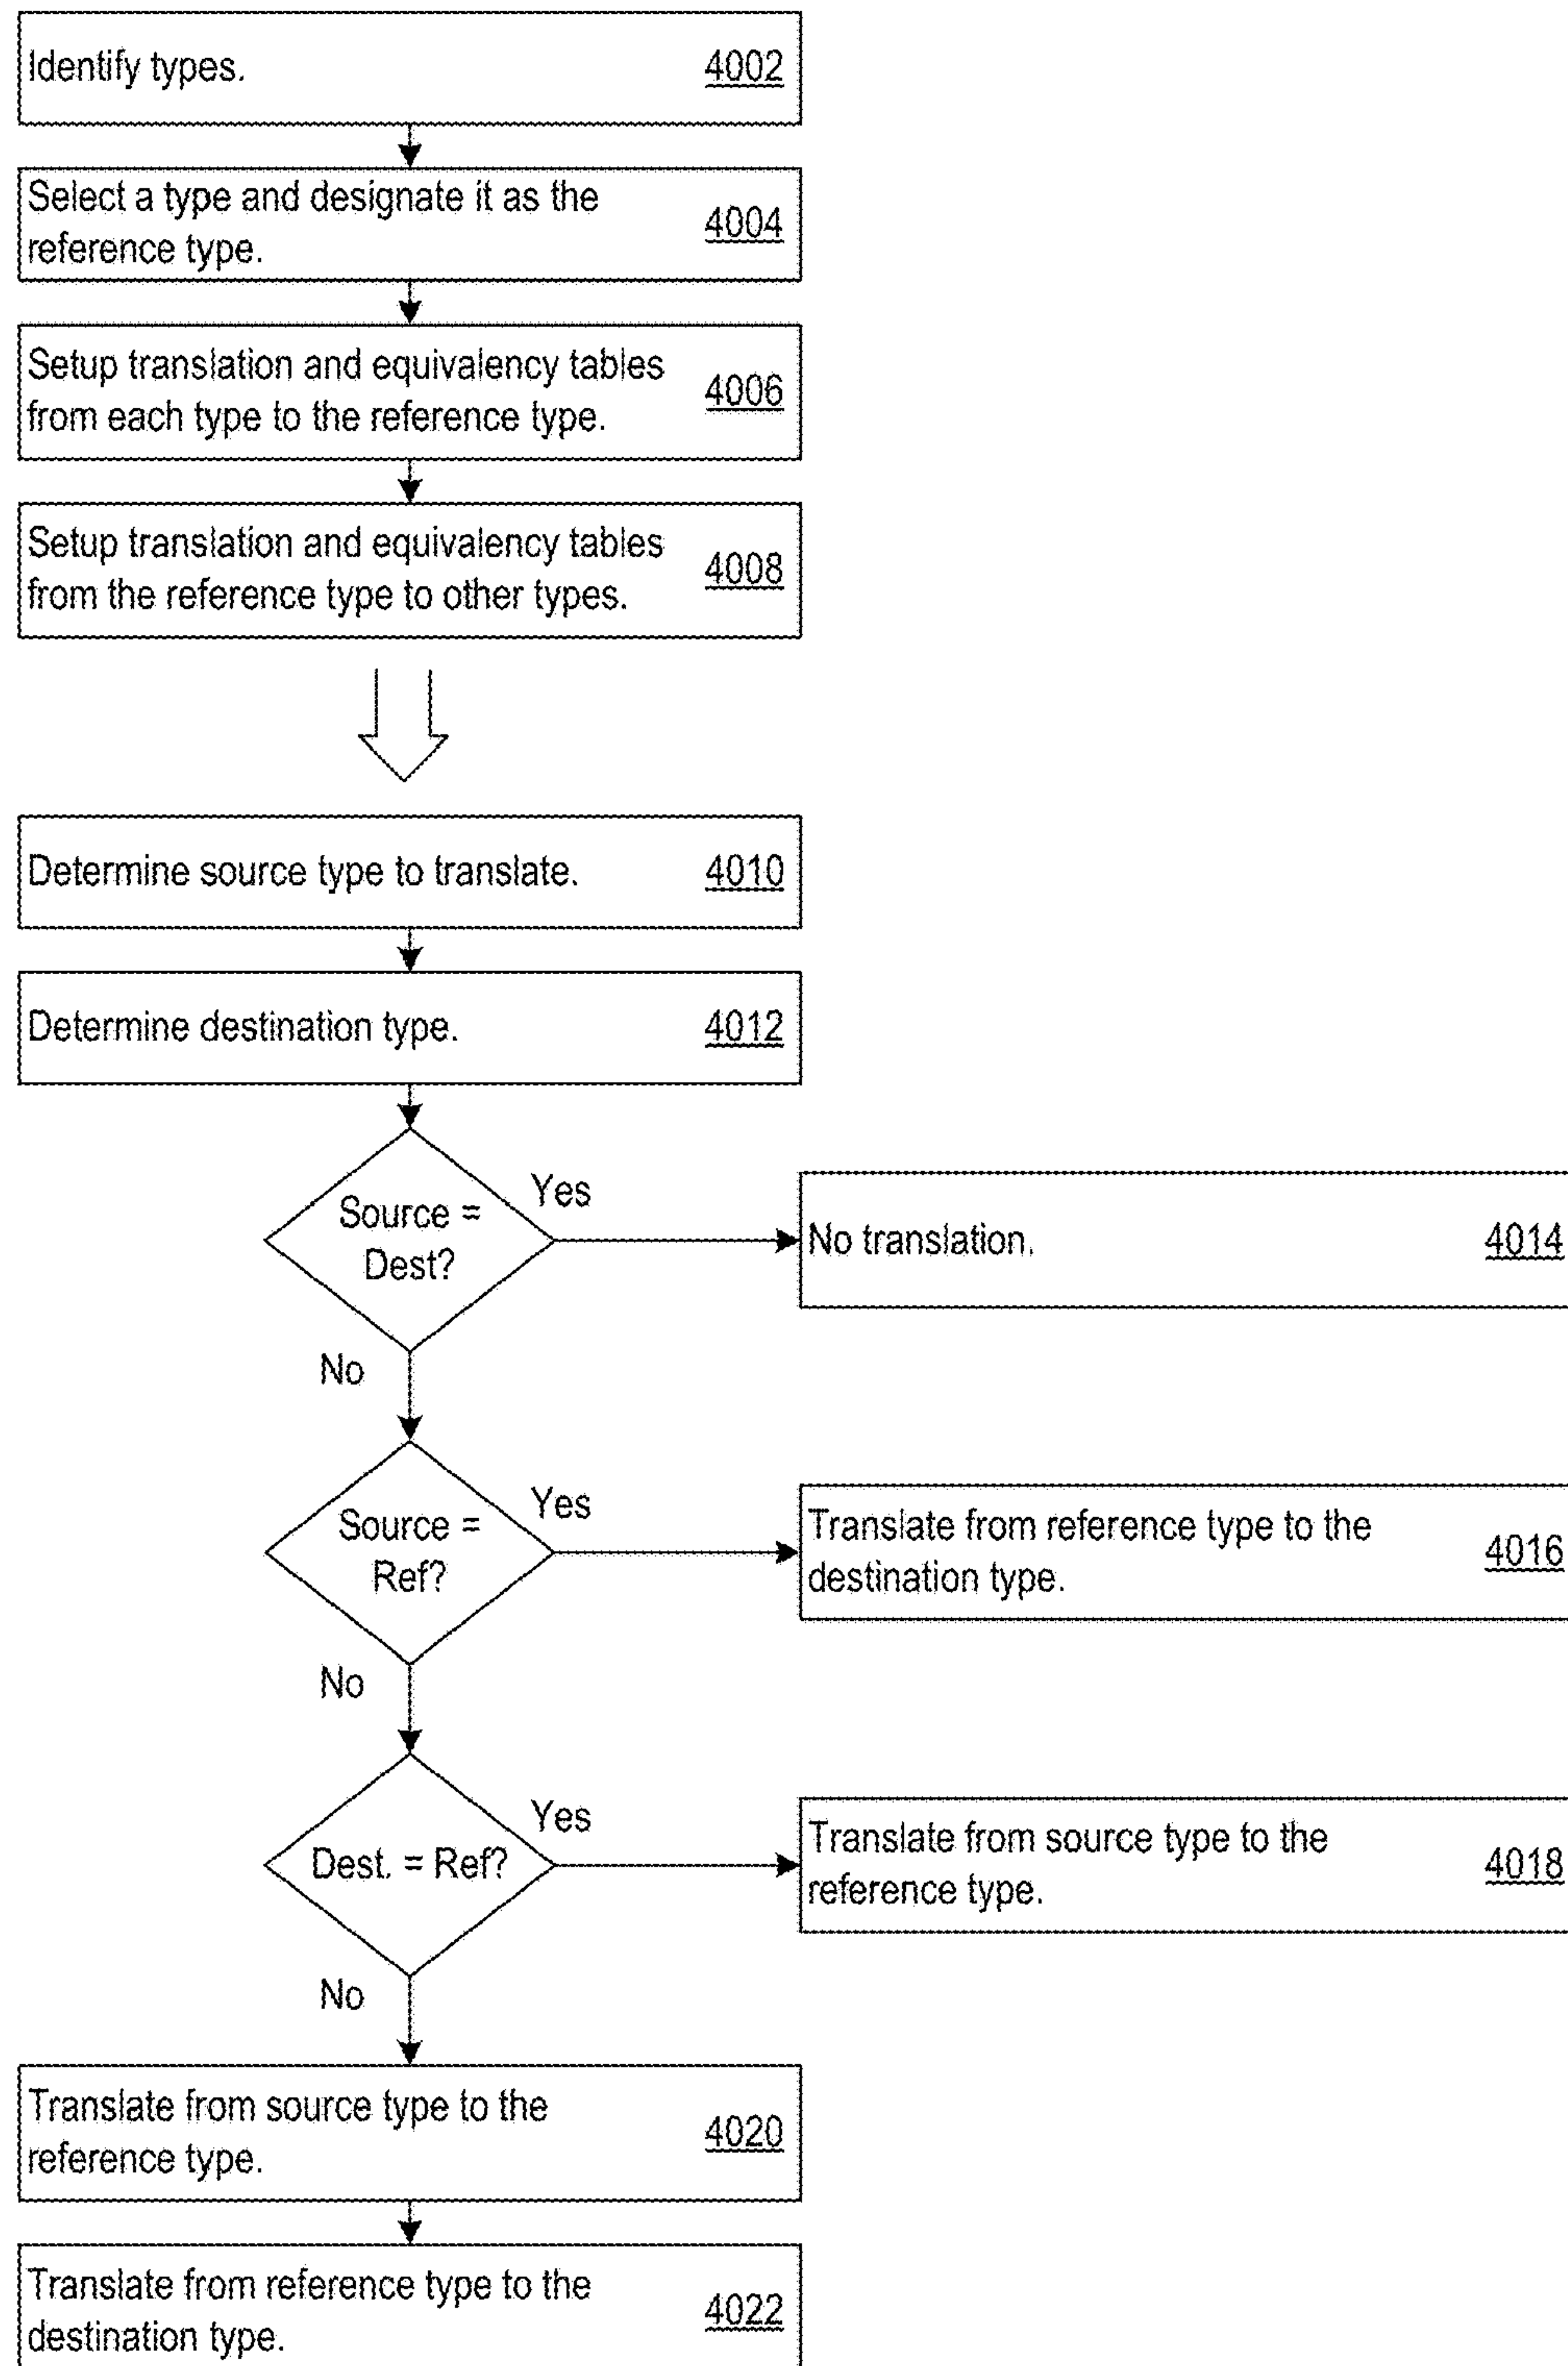 Identify types. 4002
Select a type and designate it as the
reference type. 4004
Setup translation and equivalency tables
from each type to the reference type. 4006
Setup translation and equivalency tables
from the reference type to other types. 4008
Determine source type to translate. 4010
Determine destination type. 4012
Source =
Dest?
Yes
No translation. 4014
No
Source =
Ref?
Yes
Translate from reference type to the
destination type. 4016
No
Dest. = Ref?
Yes
Translate from source type to the
reference type. 4018
No
Translate from source type to the
reference type. 4020
Translate from reference type to the
destination type. 4022